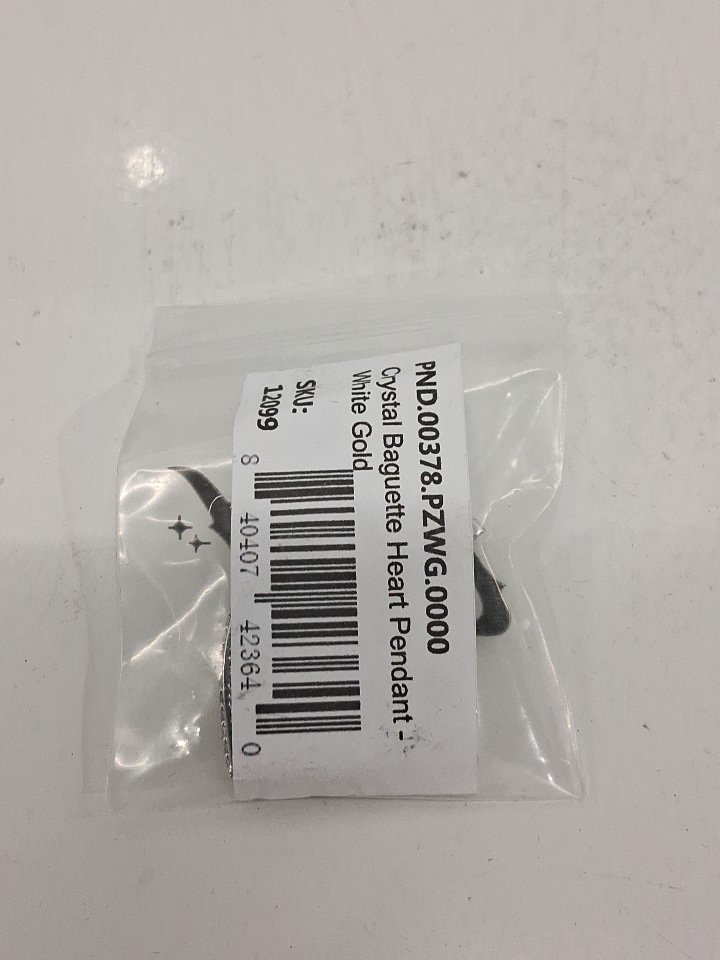 PND.00378.PZWG.0000
Crystal Baguette Heart Pendant -
White Gold
SKU:
12099
8 40407 42364 0